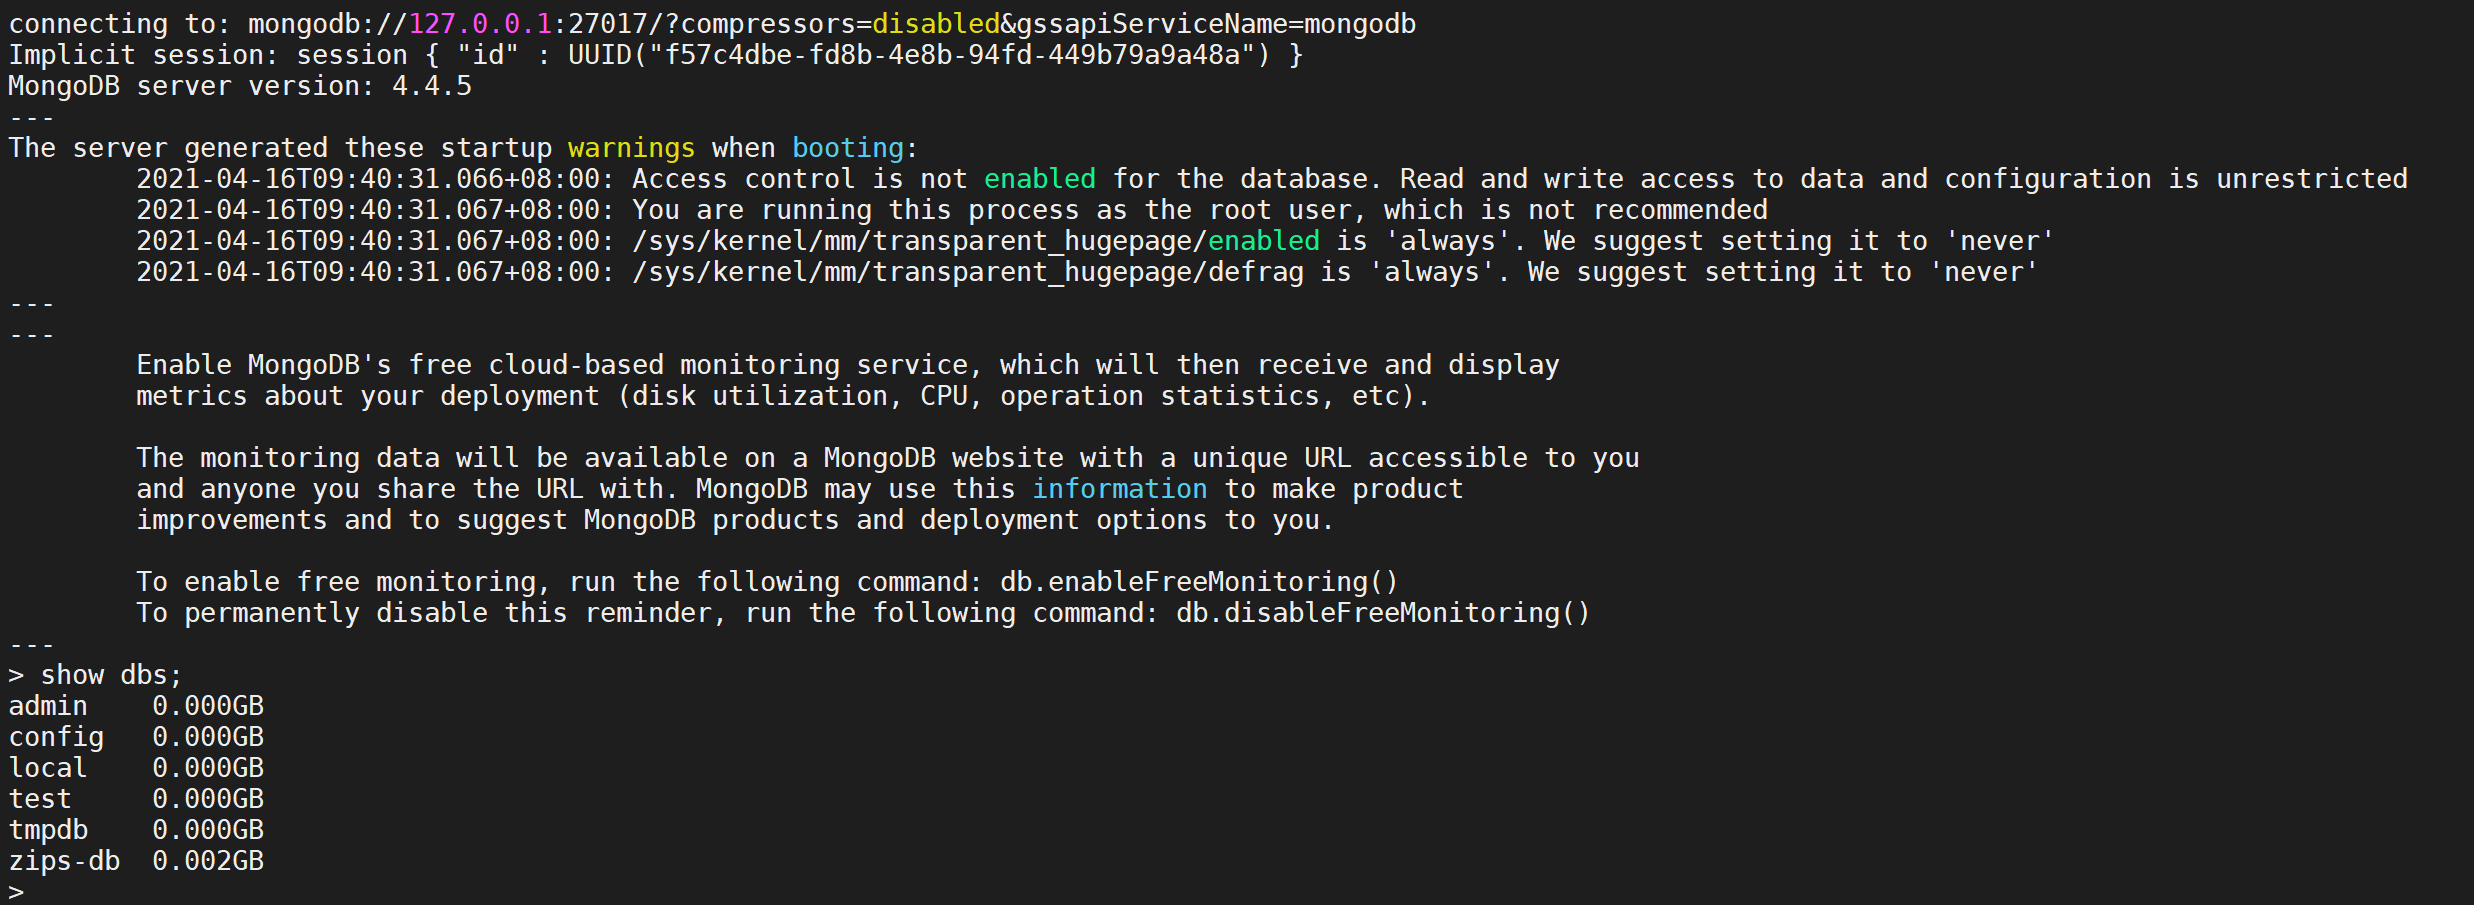 connecting to: mongodb://127.0.0.1:27017/?compressors=disabled&gssapiServiceName=mongodb
Implicit session: session { "id" : UUID("f57c4dbe-fd8b-4e8b-94fd-449b79a9a48a") }
MongoDB server version: 4.4.5
---
The server generated these startup warnings when booting:
        2021-04-16T09:40:31.066+08:00: Access control is not enabled for the database. Read and write access to data and configuration is unrestricted
        2021-04-16T09:40:31.067+08:00: You are running this process as the root user, which is not recommended
        2021-04-16T09:40:31.067+08:00: /sys/kernel/mm/transparent_hugepage/enabled is 'always'. We suggest setting it to 'never'
        2021-04-16T09:40:31.067+08:00: /sys/kernel/mm/transparent_hugepage/defrag is 'always'. We suggest setting it to 'never'
---
---
        Enable MongoDB's free cloud-based monitoring service, which will then receive and display
        metrics about your deployment (disk utilization, CPU, operation statistics, etc).

        The monitoring data will be available on a MongoDB website with a unique URL accessible to you
        and anyone you share the URL with. MongoDB may use this information to make product
        improvements and to suggest MongoDB products and deployment options to you.

        To enable free monitoring, run the following command: db.enableFreeMonitoring()
        To permanently disable this reminder, run the following command: db.disableFreeMonitoring()
---
> show dbs;
admin    0.000GB
config   0.000GB
local    0.000GB
test     0.000GB
tmpdb    0.000GB
zips-db  0.002GB
>